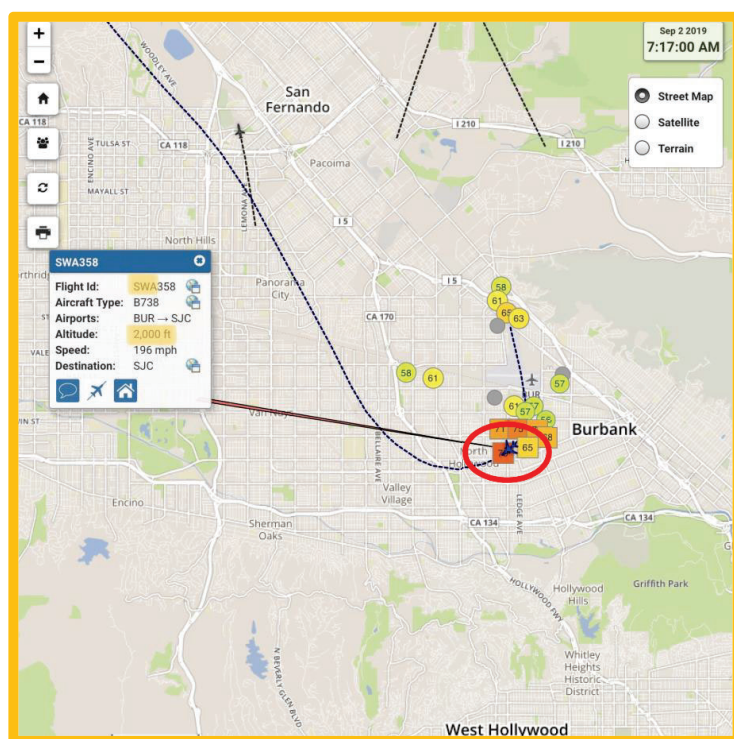 +
−
Sep 2 2019
7:17:00 AM
Street Map
Satellite
Terrain
WOODLEY AVE
San
Fernando
CA 118
TULSA ST
CA 118
ENCINO AVE
MAYALL ST
LEMONA AVE
Pacoima
I 210
I 210
I 5
North Hills
Panorama
City
I 5
CA 170
SWA358
Flight Id: SWA358
Aircraft Type: B738
Airports: BUR → SJC
Altitude: 2,000 ft
Speed: 196 mph
Destination: SJC
58
61
63
58
61
57
BUR
57
65
Burbank
North
BELLAIRE AVE
Valley
Village
LEDGE AVE
Encino
Sherman
Oaks
CA 134
CA 134
HOLLYWOOD FWY
Hollywood
Hills
Griffith Park
N BEVERLY GLEN BLVD
Whitley
Heights
Historic
District
West Hollywood